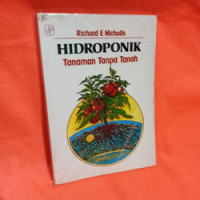 Richard E Nicholls
HIDROPONIK
Tanaman Tanpa Tanah